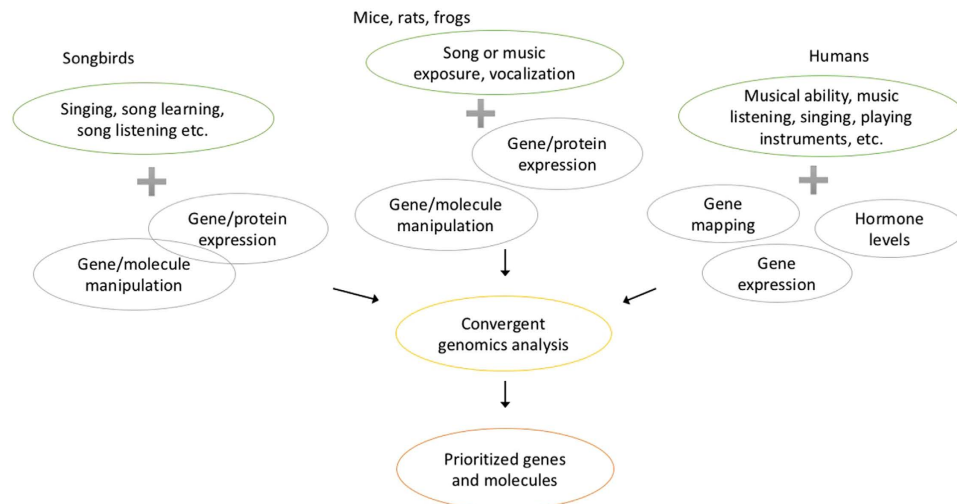 Mice, rats, frogs
Songbirds
Humans
Singing, song learning,
song listening etc.
Song or music
exposure, vocalization
Musical ability, music
listening, singing, playing
instruments, etc.
Gene/protein
expression
Gene/molecule
manipulation
Gene/protein
expression
Gene/molecule
manipulation
Gene
mapping
Hormone
levels
Gene
expression
Convergent
genomics analysis
Prioritized genes
and molecules